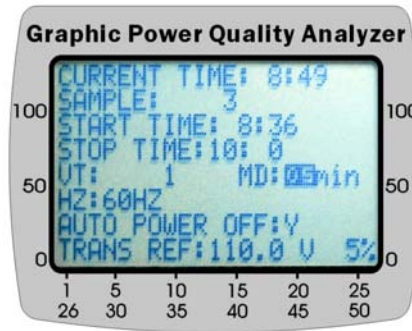 Graphic Power Quality Analyzer
CURRENT TIME: 8:49
SAMPLE: 3
START TIME: 8:36
STOP TIME:10: 0
VT: 1 MD:05min
HZ:60HZ
AUTO POWER OFF:Y
TRANS REF:110.0 V 5%
100 100
50 50
0 0
1 5 10 15 20 25
26 30 35 40 45 50